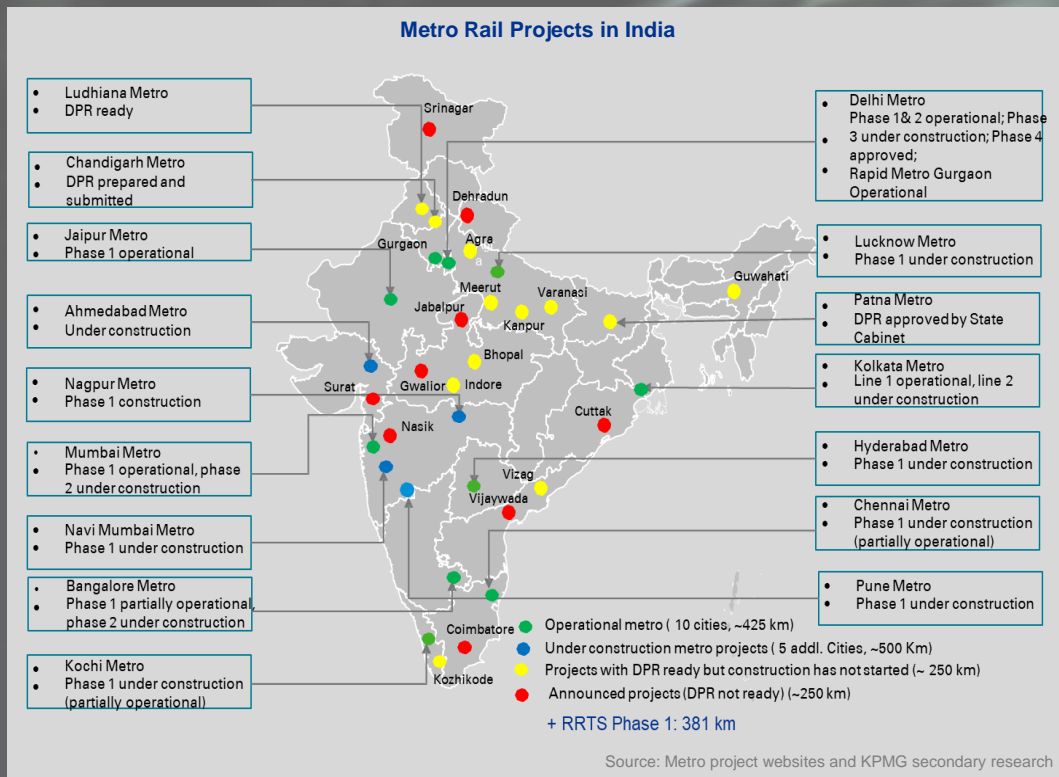 Metro Rail Projects in India
• Ludhiana Metro
• DPR ready
• Chandigarh Metro
• DPR prepared and
submitted
• Jaipur Metro
Phase 1 operational
• Ahmedabad Metro
• Under construction
• Nagpur Metro
• Phase 1 construction
• Mumbai Metro
• Phase 1 operational, phase
2 under construction
• Navi Mumbai Metro
• Phase 1 under construction
• Bangalore Metro
• Phase 1 partially operational,
phase 2 under construction
• Kochi Metro
• Phase 1 under construction
(partially operational)
Srinagar
Dehradun
Gurgaon
Agra
a
Meerut
Varanasi
Guwahati
Jabalpur
Kanpur
Bhopal
Surat
Gwalior
Indore
Cuttak
Nasik
Vizag
Vijaywada
Coimbatore
Kozhikode
• Delhi Metro
Phase 1& 2 operational; Phase
• 3 under construction; Phase 4
approved;
• Rapid Metro Gurgaon
Operational
• Lucknow Metro
• Phase 1 under construction
• Patna Metro
• DPR approved by State
Cabinet
• Kolkata Metro
• Line 1 operational, line 2
under construction
• Hyderabad Metro
• Phase 1 under construction
• Chennai Metro
• Phase 1 under construction
(partially operational)
• Pune Metro
• Phase 1 under construction
Operational metro ( 10 cities, ~425 km)
Under construction metro projects ( 5 addl. Cities, ~500 Km)
Projects with DPR ready but construction has not started (~ 250 km)
Announced projects (DPR not ready) (~250 km)
+ RRTS Phase 1: 381 km
Source: Metro project websites and KPMG secondary research